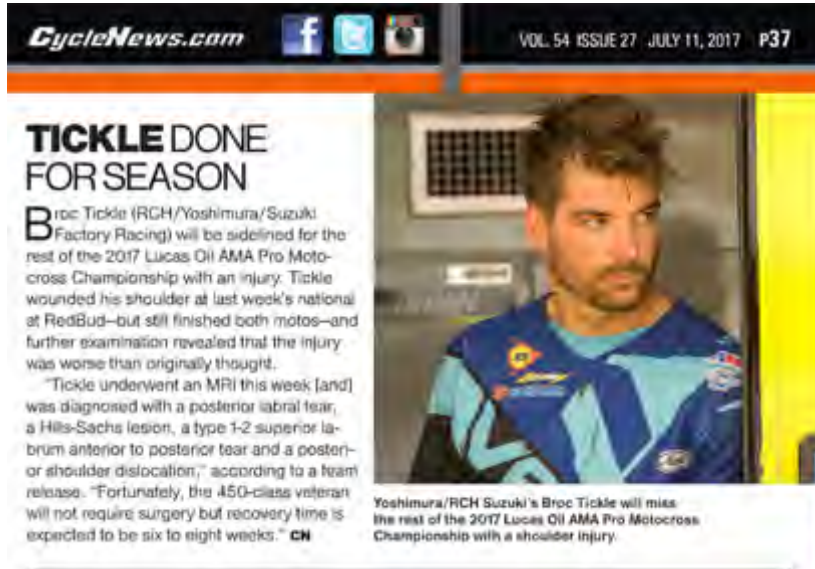 CycleNews.com
VOL. 54 ISSUE 27 JULY 11, 2017 P37
TICKLE DONE
FOR SEASON
Broc Tickle (RCH/Yoshimura/Suzuki
Factory Racing) will be sidelined for the
rest of the 2017 Lucas Oil AMA Pro Moto-
cross Championship with an injury. Tickle
wounded his shoulder at last week's national
at RedBud—but still finished both motos—and
further examination revealed that the injury
was worse than originally thought.
"Tickle underwent an MRI this week [and]
was diagnosed with a posterior labral tear,
a Hills-Sachs lesion, a type 1-2 superior la-
brum anterior to posterior tear and a posteri-
or shoulder dislocation," according to a team
release. "Fortunately, the 450-class veteran
will not require surgery but recovery time is
expected to be six to eight weeks." CN
Yoshimura/RCH Suzuki's Broc Tickle will miss
the rest of the 2017 Lucas Oil AMA Pro Motocross
Championship with a shoulder injury.